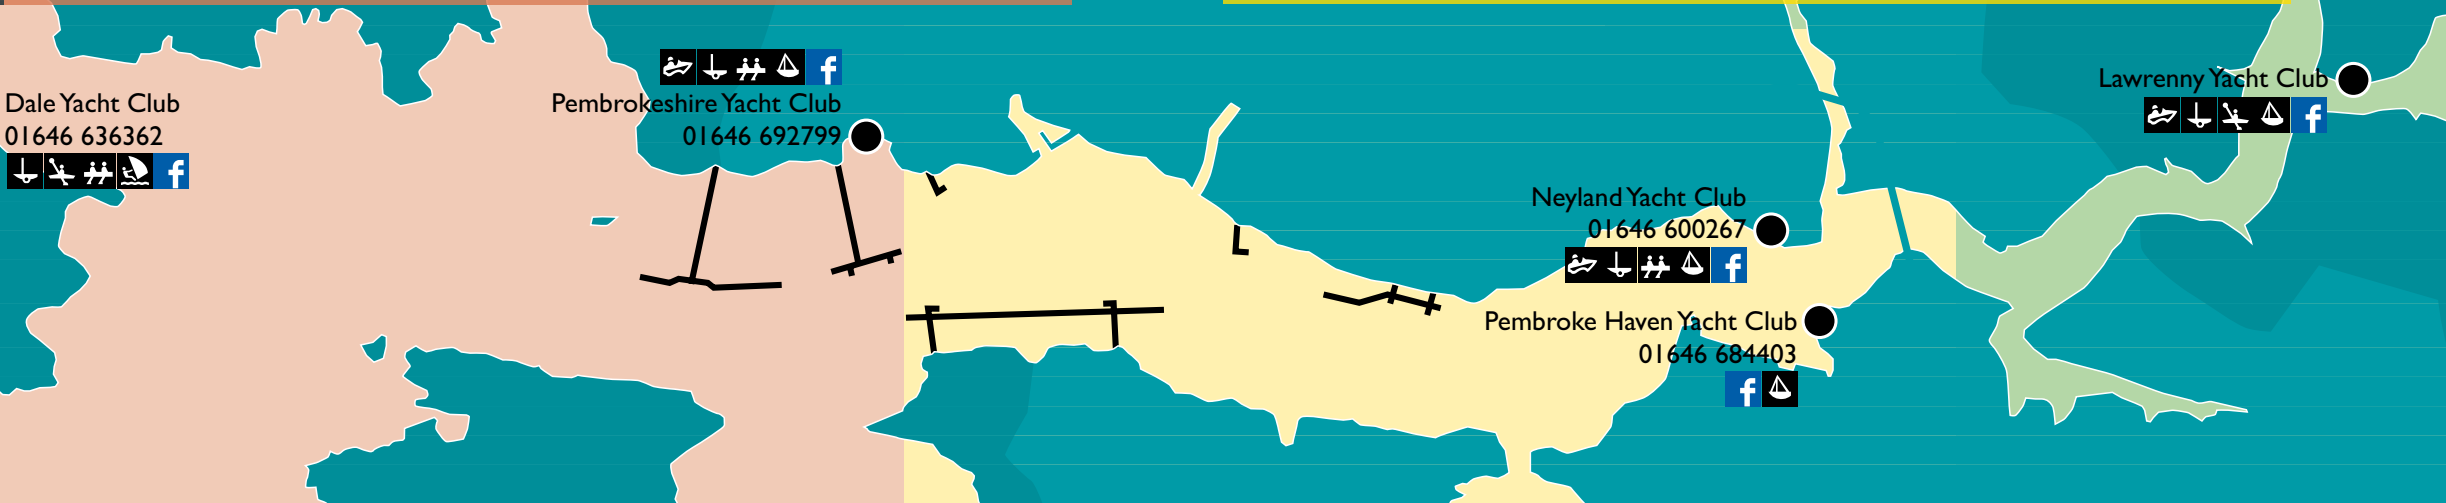 Dale Yacht Club
01646 636362
Pembrokeshire Yacht Club
01646 692799
Neyland Yacht Club
01646 600267
Pembroke Haven Yacht Club
01646 684403
Lawrenny Yacht Club